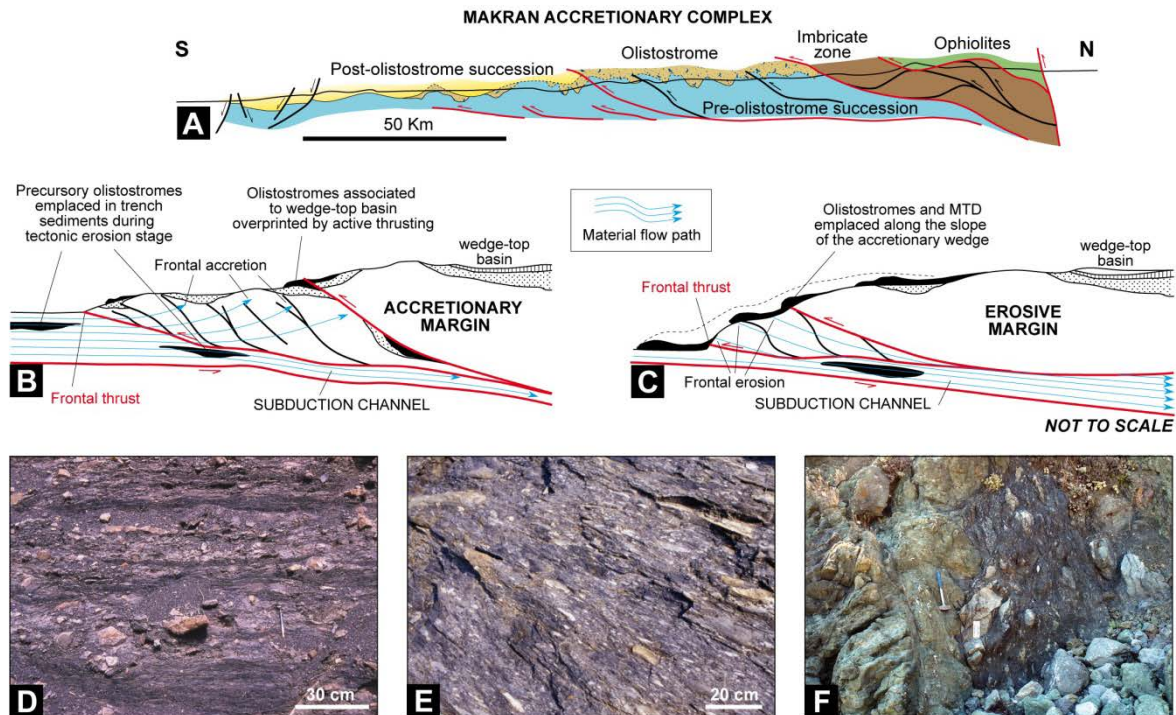 MAKRAN ACCRETIONARY COMPLEX
S
Post-olistostrome succession
Olistostrome
Imbricate
zone
Ophiolites
N
Pre-olistostrome succession
A
50 Km
Precursory olistostromes
emplaced in trench
sediments during
tectonic erosion stage
Olistostromes associated
to wedge-top basin
overprinted by active thrusting
Frontal accretion
wedge-top
basin
ACCRETIONARY
MARGIN
B
Frontal thrust
SUBDUCTION CHANNEL
Material flow path
Olistostromes and MTD
emplaced along the slope
of the accretionary wedge
wedge-top
basin
Frontal thrust
EROSIVE
MARGIN
C
Frontal erosion
SUBDUCTION CHANNEL
NOT TO SCALE
D
30 cm
E
20 cm
F